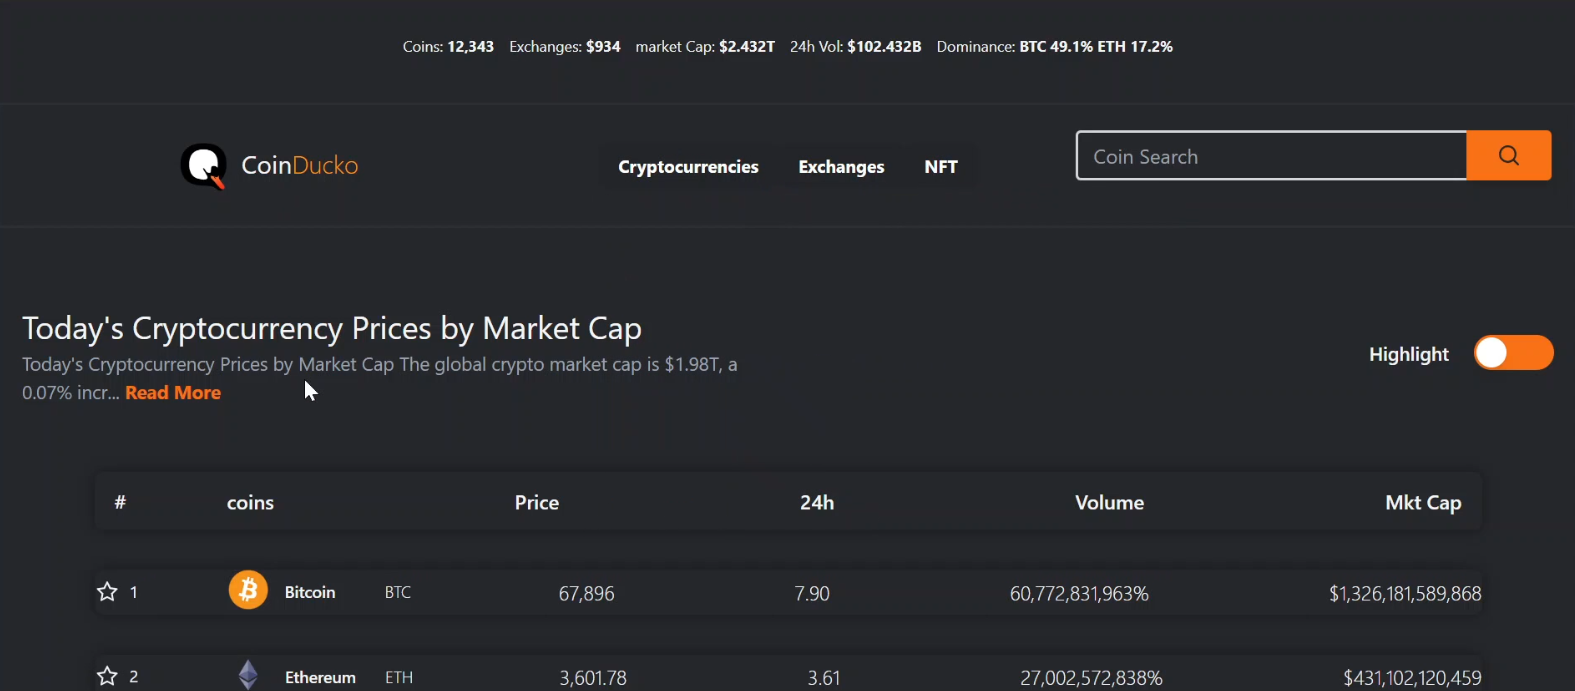 Coins: 12,343 Exchanges: $934 market Cap: $2.432T 24h Vol: $102.432B Dominance: BTC 49.1% ETH 17.2%
CoinDucko Cryptocurrencies Exchanges NFT Coin Search
Today's Cryptocurrency Prices by Market Cap
Today's Cryptocurrency Prices by Market Cap The global crypto market cap is $1.98T, a
0.07% incr... Read More
Highlight
# coins Price 24h Volume Mkt Cap
1 Bitcoin BTC 67,896 7.90 60,772,831,963% $1,326,181,589,868
2 Ethereum ETH 3,601.78 3.61 27,002,572,838% $431,102,120,459